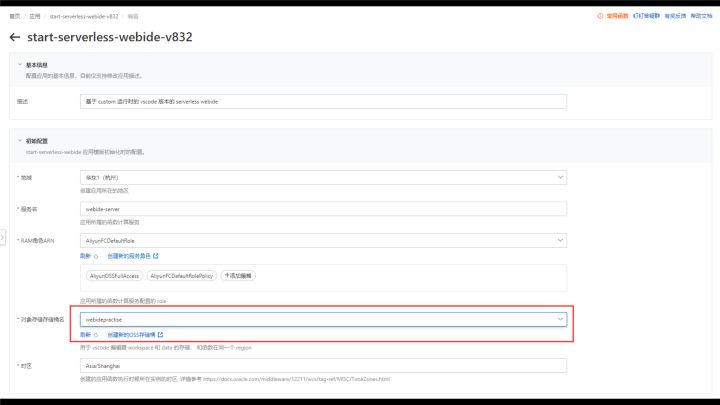 首页 / 应用 / start-serverless-webide-v832 / 编辑
常用函数 钉钉答疑群 有奖反馈 帮助文档
start-serverless-webide-v832
基本信息
配置应用的基本信息，目前仅支持修改应用描述。
描述 基于 custom 运行时的 vscode 版本的 serverless webide
初始配置
start-serverless-webide 应用模版初始化时的配置。
* 地域 华东1（杭州）
创建应用所在的地区
* 服务名 webide-server
应用所属的函数计算服务
* RAM角色ARN AliyunFCDefaultRole
刷新 创建新的服务角色
AliyunOSSFullAccess AliyunFCDefaultRolePolicy +添加策略
应用所属的函数计算服务配置的 role
* 对象存储存储桶名 webidepractise
刷新 创建新的OSS存储桶
用于 vscode 编辑器 workspace 和 data 的存储， 和函数在同一个 region
* 时区 Asia/Shanghai
创建的应用函数执行时候所在实例的时区, 详细参考 https://docs.oracle.com/middleware/12211/wcs/tag-ref/MISC/TimeZones.html